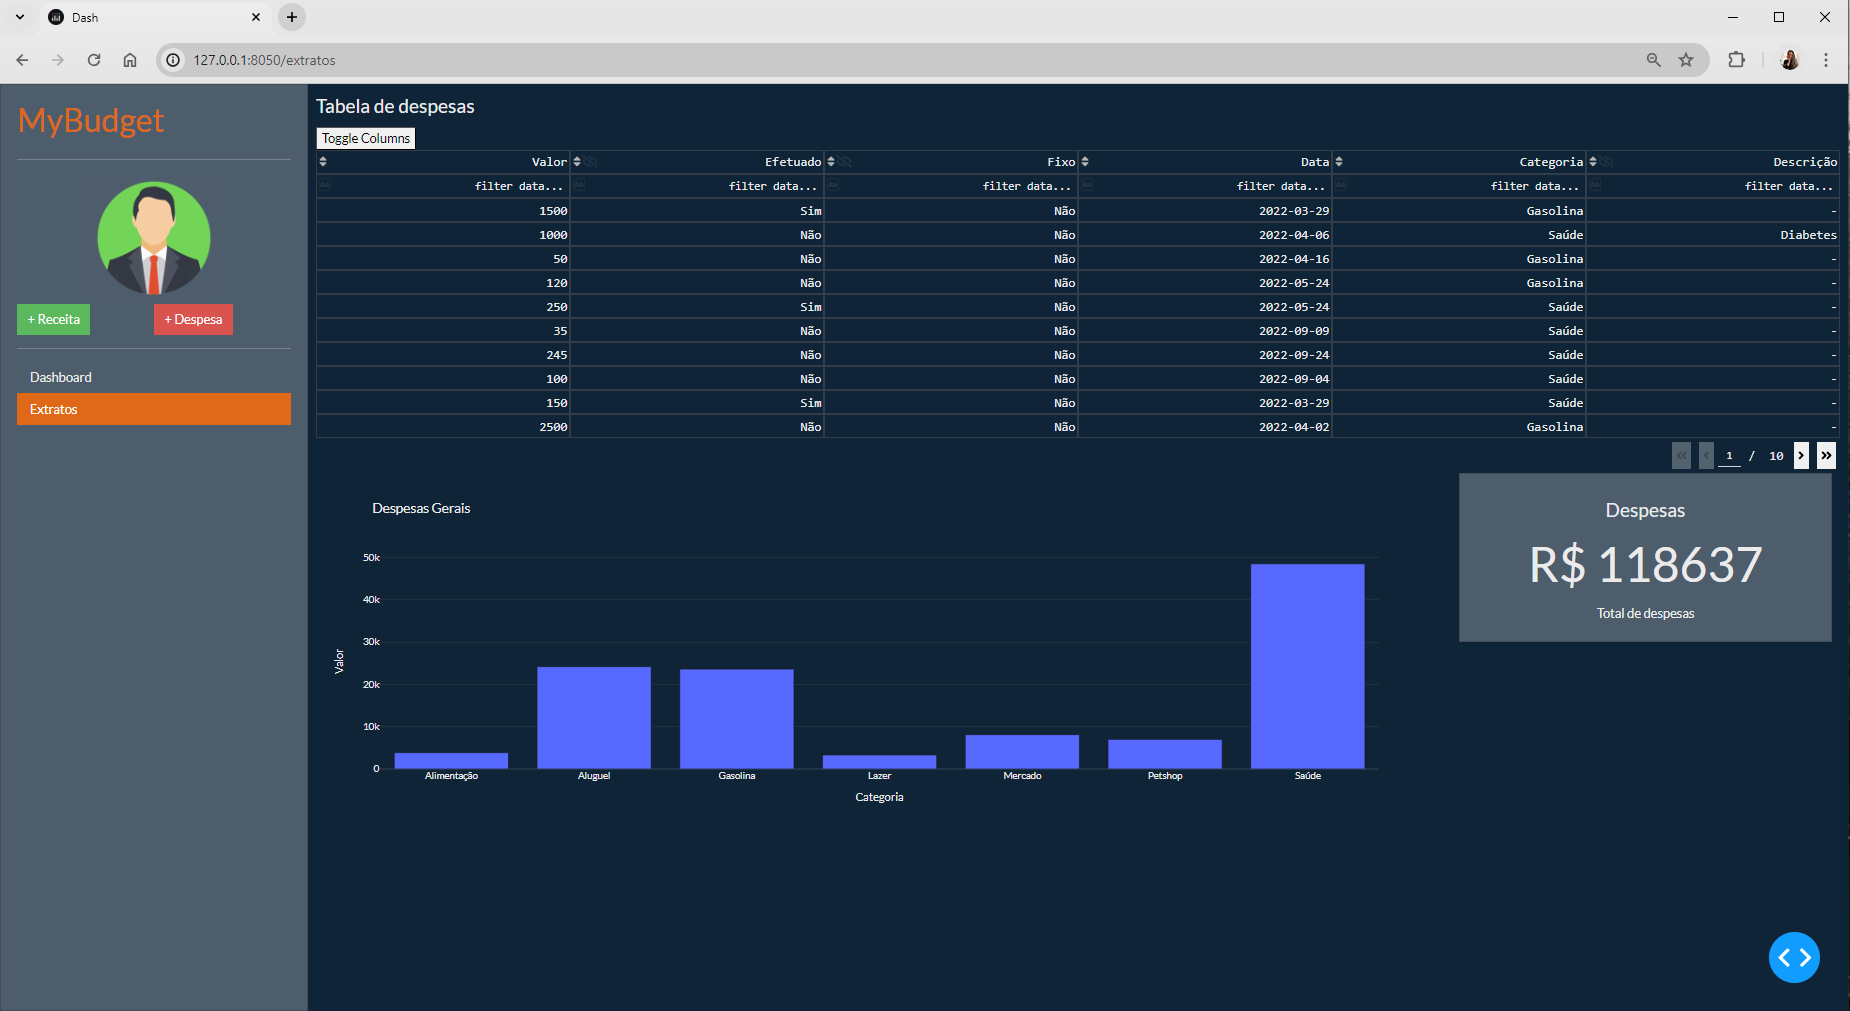 Dash
127.0.0.1:8050/extratos
MyBudget
+ Receita
+ Despesa
Dashboard
Extratos
Tabela de despesas
Toggle Columns
Valor Efetuado Fixo Data Categoria Descrição
Aa filter data... Aa filter data... Aa filter data... Aa filter data... Aa filter data... Aa filter data...
1500 Sim Não 2022-03-29 Gasolina -
1000 Não Não 2022-04-06 Saúde Diabetes
50 Não Não 2022-04-16 Gasolina -
120 Não Não 2022-05-24 Gasolina -
250 Sim Não 2022-05-24 Saúde -
35 Não Não 2022-09-09 Saúde -
245 Não Não 2022-09-24 Saúde -
100 Não Não 2022-09-04 Saúde -
150 Sim Não 2022-03-29 Saúde -
2500 Não Não 2022-04-02 Gasolina -
« ‹ 1 / 10 › »
Despesas Gerais
50k
40k
30k
20k
10k
0
Valor
Alimentação Aluguel Gasolina Lazer Mercado Petshop Saúde
Categoria
Despesas
R$ 118637
Total de despesas